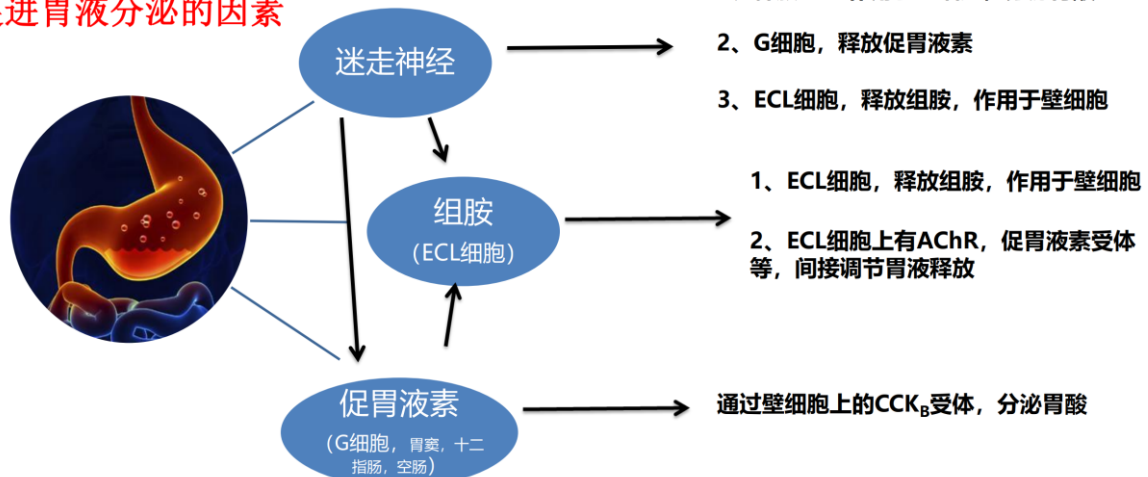 进胃液分泌的因素
迷走神经
2、G细胞，释放促胃液素
3、ECL细胞，释放组胺，作用于壁细胞
组胺
(ECL细胞)
1、ECL细胞，释放组胺，作用于壁细胞
2、ECL细胞上有AChR，促胃液素受体
等，间接调节胃液释放
促胃液素
(G细胞，胃窦，十二
指肠，空肠)
通过壁细胞上的CCKB受体，分泌胃酸